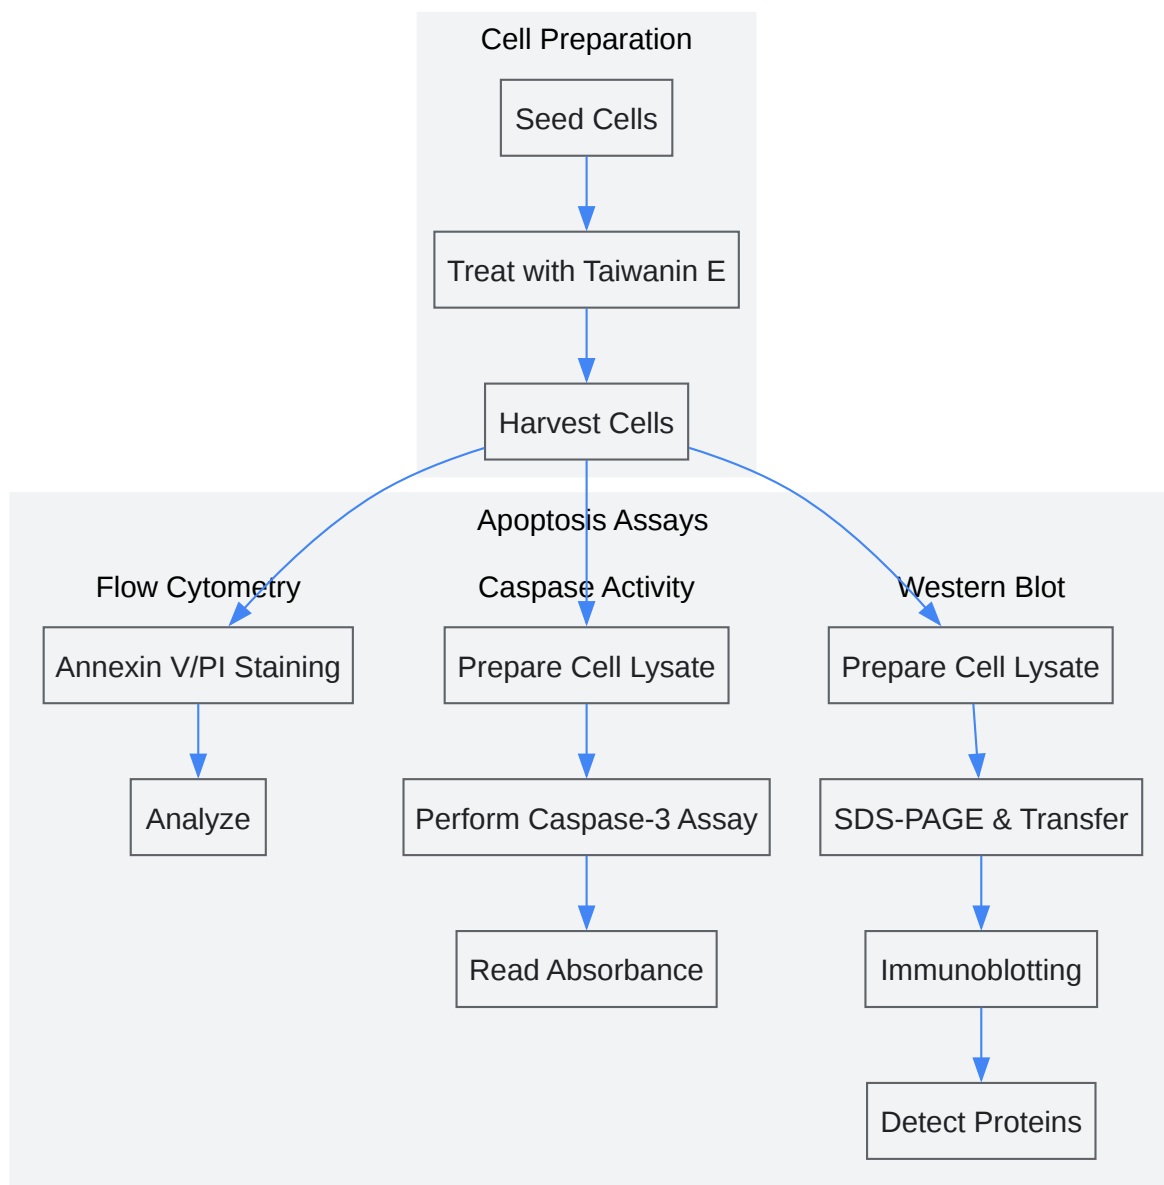 Cell Preparation
Seed Cells
Treat with Taiwanin E
Harvest Cells
Apoptosis Assays
Flow Cytometry
Annexin V/PI Staining
Analyze
Caspase Activity
Prepare Cell Lysate
Perform Caspase-3 Assay
Read Absorbance
Western Blot
Prepare Cell Lysate
SDS-PAGE & Transfer
Immunoblotting
Detect Proteins